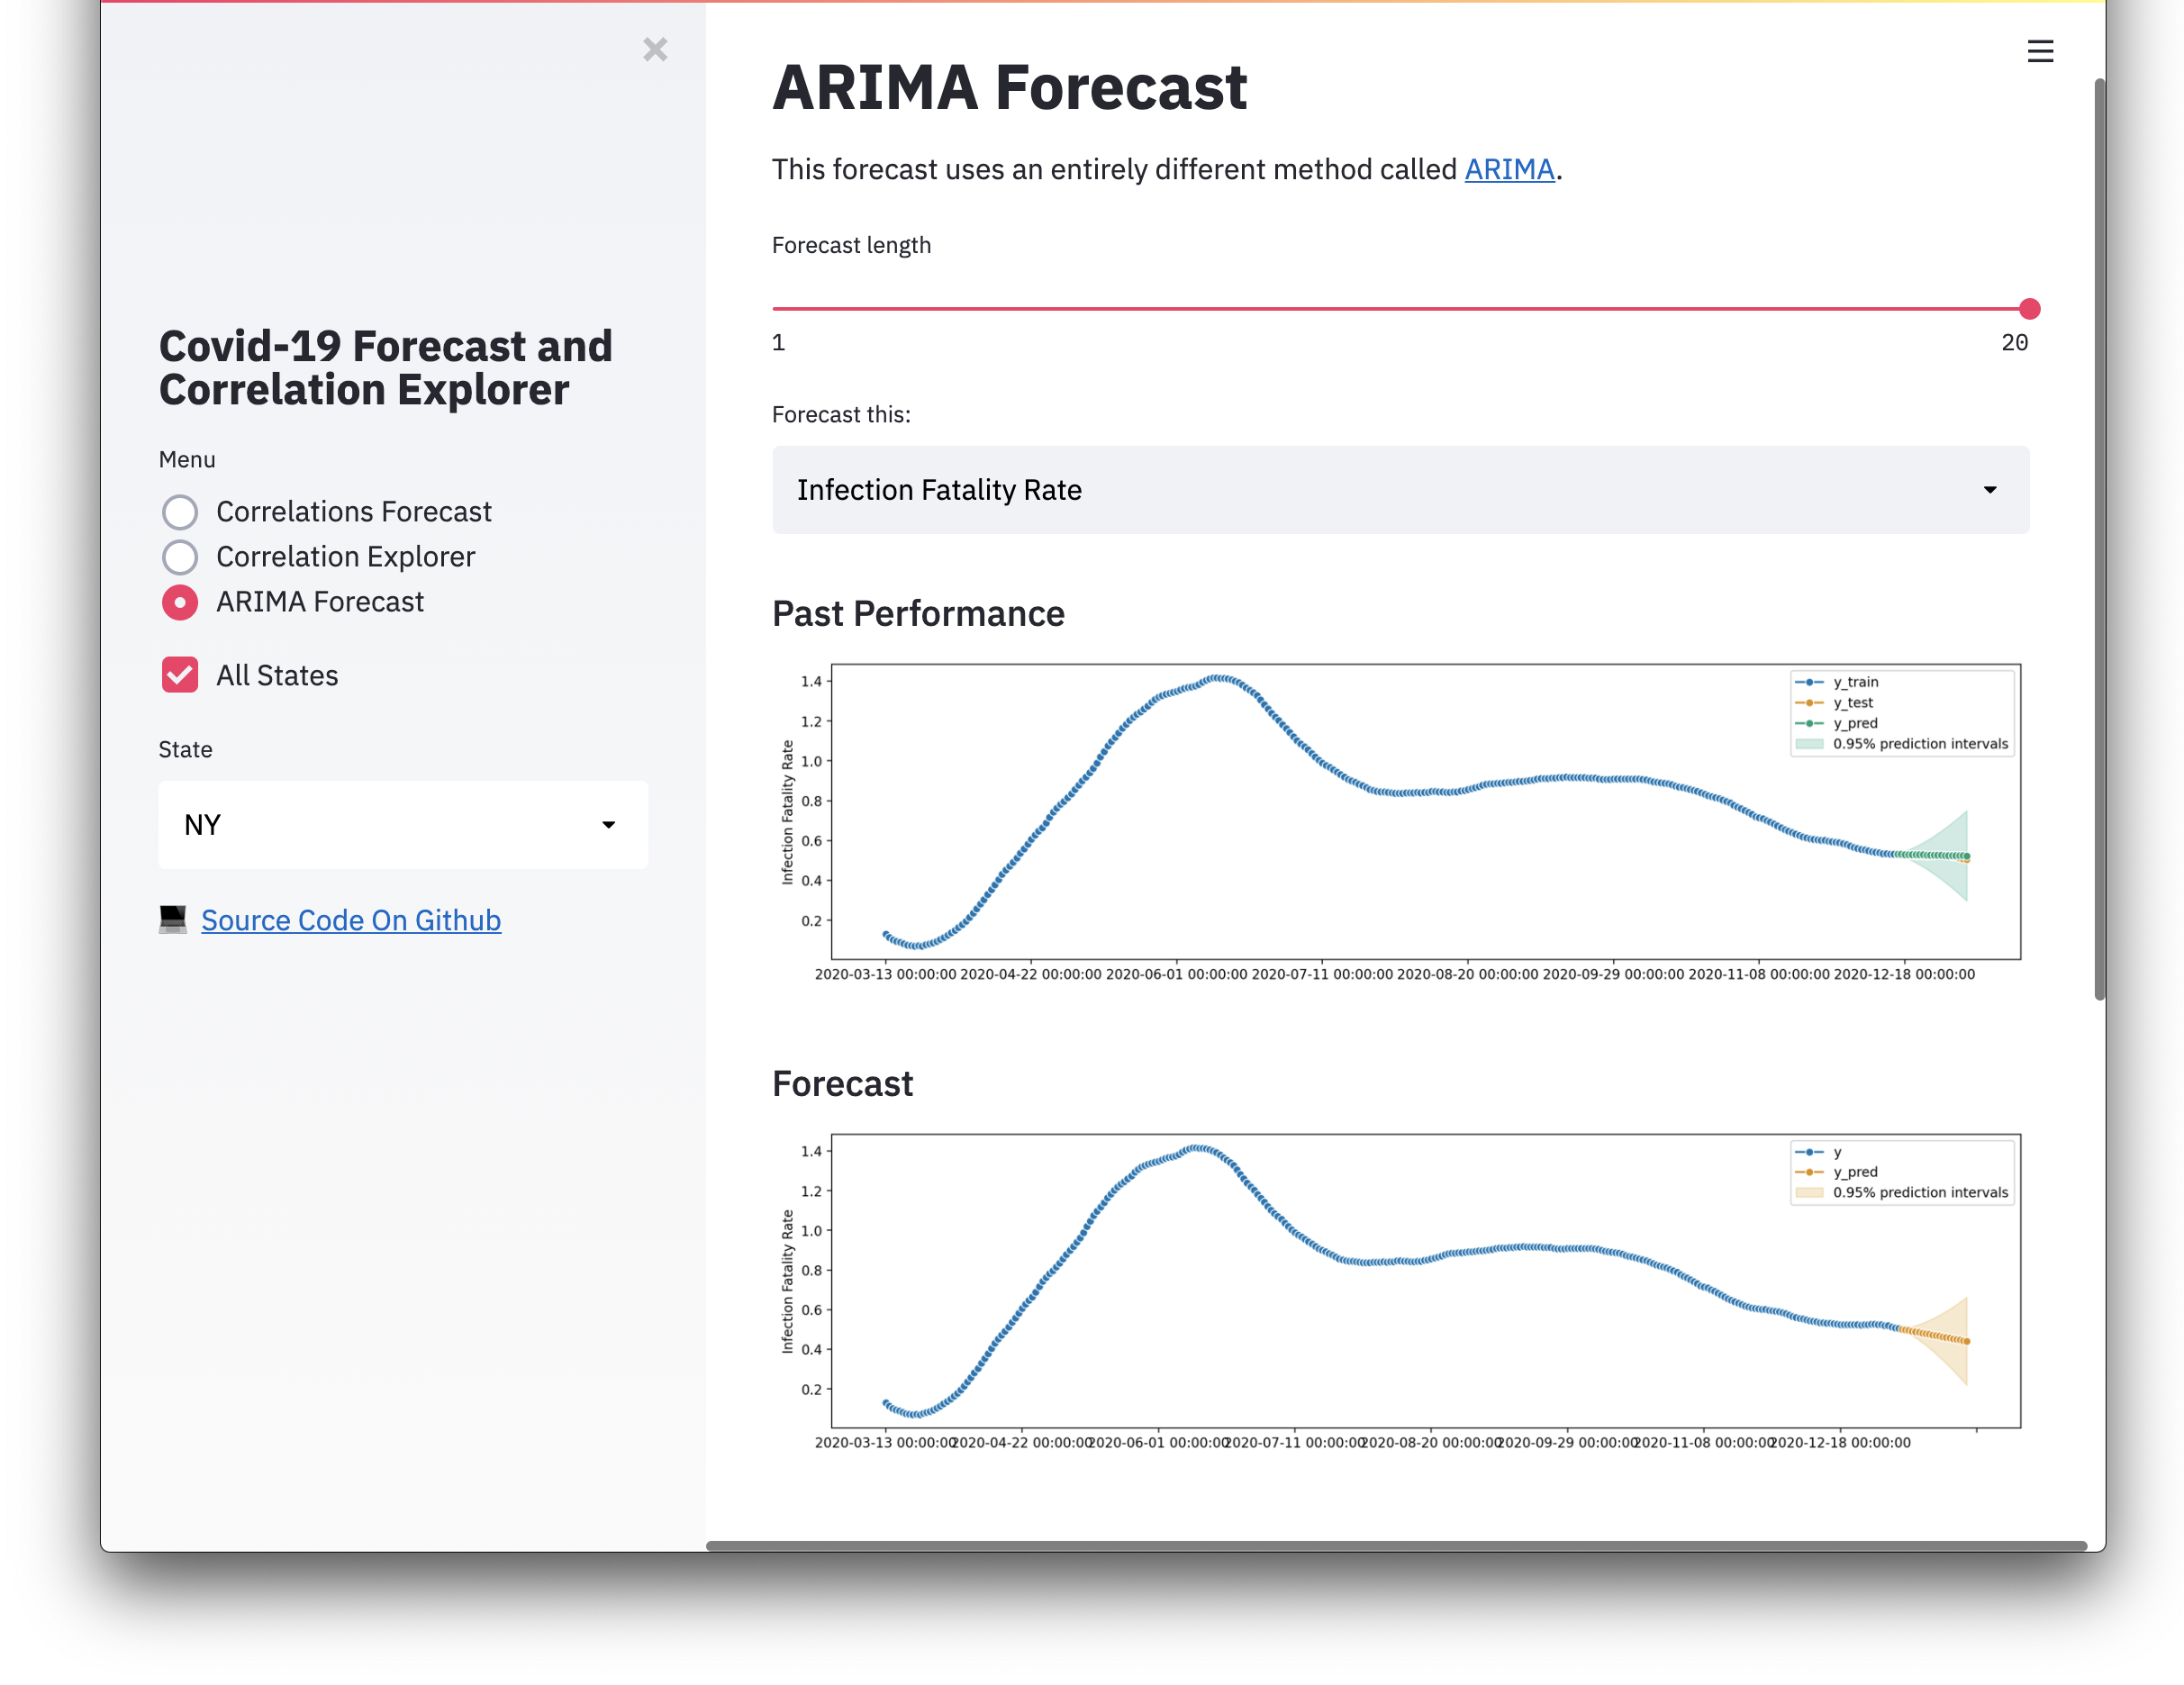 Covid-19 Forecast and
Correlation Explorer
Menu
Correlations Forecast
Correlation Explorer
ARIMA Forecast
All States
State
NY
Source Code On Github
ARIMA Forecast
This forecast uses an entirely different method called ARIMA.
Forecast length
1
20
Forecast this:
Infection Fatality Rate
Past Performance
1.4
1.2
1.0
0.8
0.6
0.4
0.2
Infection Fatality Rate
y_train
y_test
y_pred
0.95% prediction intervals
2020-03-13 00:00:00 2020-04-22 00:00:00 2020-06-01 00:00:00 2020-07-11 00:00:00 2020-08-20 00:00:00 2020-09-29 00:00:00 2020-11-08 00:00:00 2020-12-18 00:00:00
Forecast
1.4
1.2
1.0
0.8
0.6
0.4
0.2
Infection Fatality Rate
y
y_pred
0.95% prediction intervals
2020-03-13 00:00:00 2020-04-22 00:00:00 2020-06-01 00:00:00 2020-07-11 00:00:00 2020-08-20 00:00:00 2020-09-29 00:00:00 2020-11-08 00:00:00 2020-12-18 00:00:00